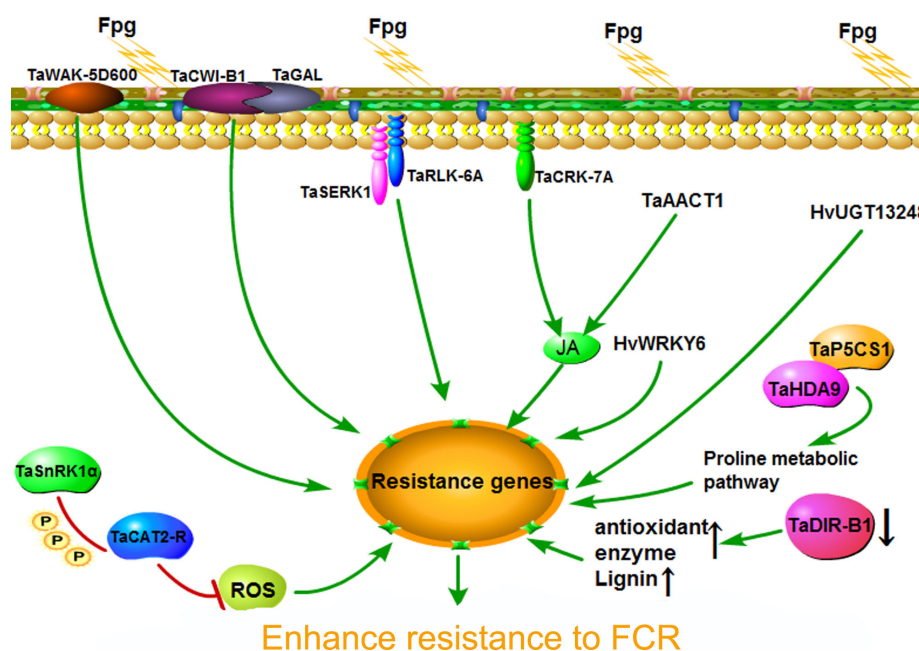 Fpg
Fpg
Fpg
Fpg
TaWAK-5D600
TaCWI-B1
TaGAL
TaSERK1
TaRLK-6A
TaCRK-7A
TaAACT1
HvUGT13248
JA
HvWRKY6
TaP5CS1
TaHDA9
Resistance genes
Proline metabolic
pathway
TaSnRK1α
P
P
P
TaCAT2-R
ROS
antioxidant
enzyme
Lignin
TaDIR-B1
Enhance resistance to FCR